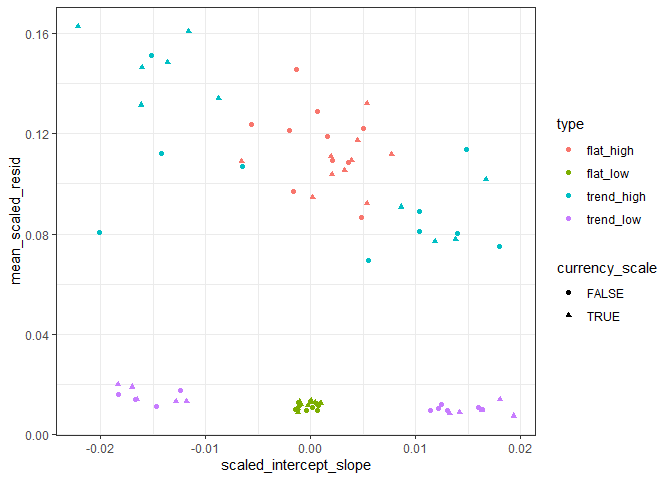 0.16
0.12
0.08
0.04
0.00
mean_scaled_resid
-0.02 -0.01 0.00 0.01 0.02
scaled_intercept_slope
type
flat_high
flat_low
trend_high
trend_low
currency_scale
FALSE
TRUE